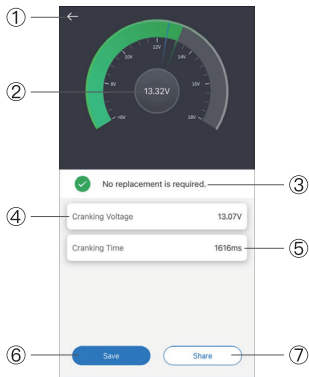 ①
12V
10V
14V
8V
16V
<6V
18V
②
13.32V
No replacement is required.
③
④
Cranking Voltage 13.07V
Cranking Time 1616ms
⑤
⑥
Save
Share
⑦